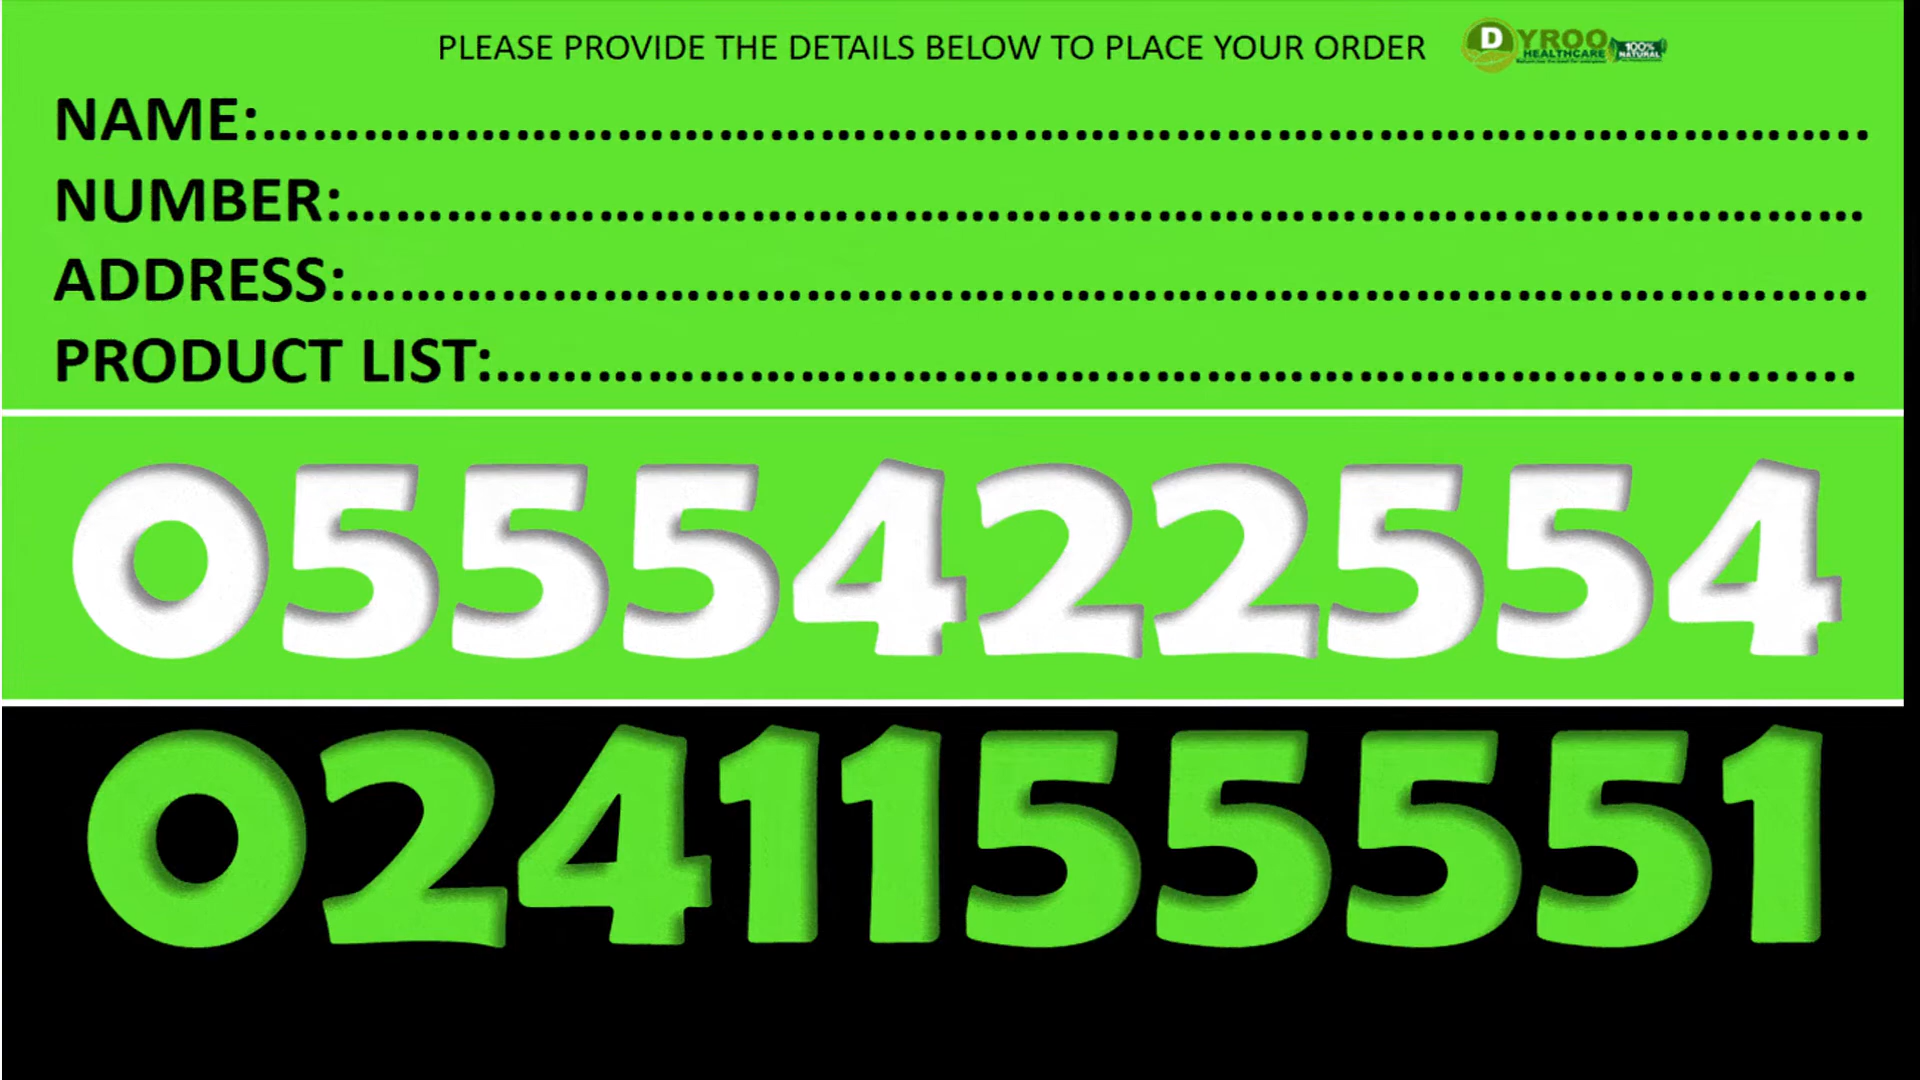 PLEASE PROVIDE THE DETAILS BELOW TO PLACE YOUR ORDER
DYROO
HEALTHCARE
100%
NATURAL
NAME:................................................................
NUMBER:................................................................
ADDRESS:................................................................
PRODUCT LIST:................................................................
0555422554
0241155551